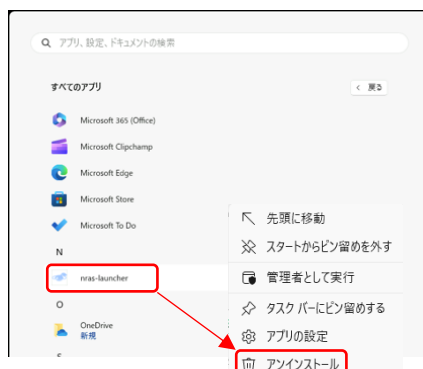 アプリ、設定、ドキュメントの検索
すべてのアプリ
< 戻る
Microsoft 365 (Office)
Microsoft Clipchamp
Microsoft Edge
Microsoft Store
Microsoft To Do
N
nras-launcher
O
OneDrive
新規
先頭に移動
スタートからピン留めを外す
管理者として実行
タスク バーにピン留めする
アプリの設定
アンインストール